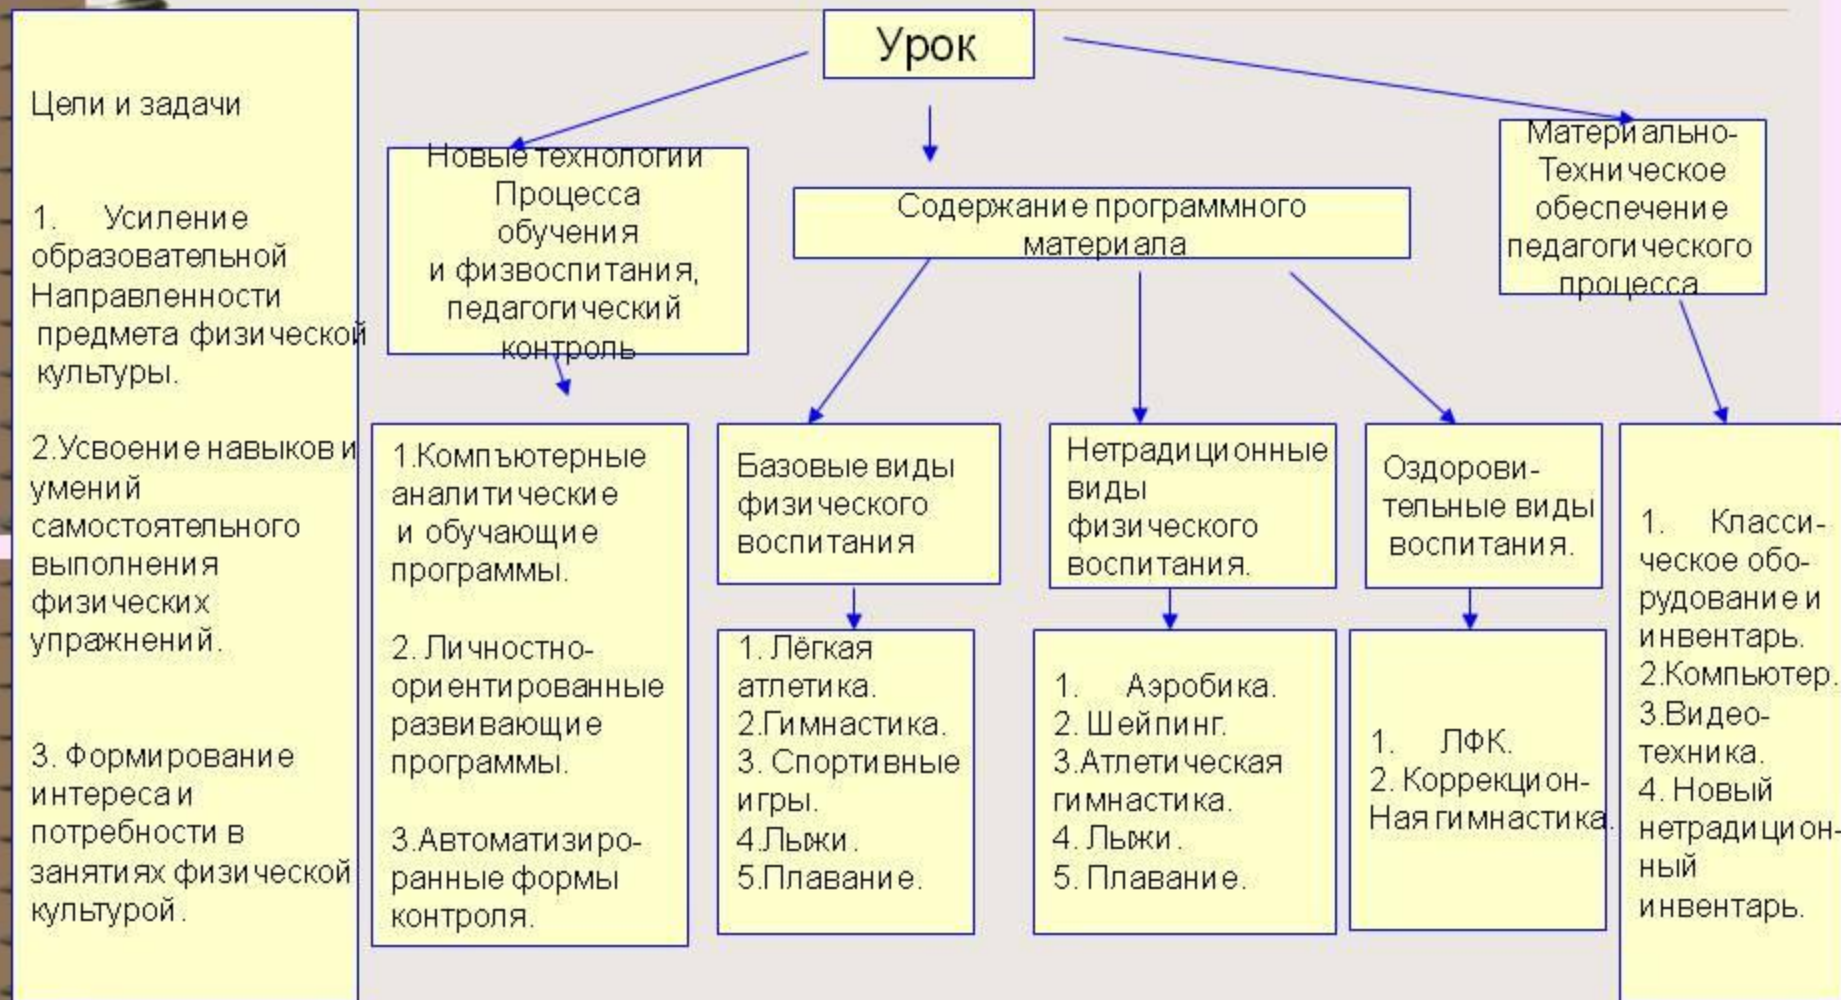 Цели и задачи
1. Усиление
образовательной
Направленности
предмета физической
культуры.
2.Усвоение навыков и
умений
самостоятельного
выполнения
физических
упражнений.
3. Формирование
интереса и
потребности в
занятиях физической
культурой.
Урок
Новые технологии
Процесса
обучения
и физвоспитания,
педагогический
контроль
Содержание программного
материала
Материально-
Техническое
обеспечение
педагогического
процесса
1.Компъютерные
аналитические
и обучающие
программы.
2. Личностно-
ориентированные
развивающие
программы.
3.Автоматизиро-
ранные формы
контроля.
Базовые виды
физического
воспитания
1. Лёгкая
атлетика.
2.Гимнастика.
3. Спортивные
игры.
4.Лыжи.
5.Плавание.
Нетрадиционные
виды
физического
воспитания.
1. Аэробика.
2. Шейпинг.
3.Атлетическая
гимнастика.
4. Лыжи.
5. Плавание.
Оздорови-
тельные виды
воспитания.
1. ЛФК.
2. Коррекцион-
Ная гимнастика.
1. Класси-
ческое обо-
рудование и
инвентарь.
2.Компьютер.
3.Видео-
техника.
4. Новый
нетрадицион-
ный
инвентарь.